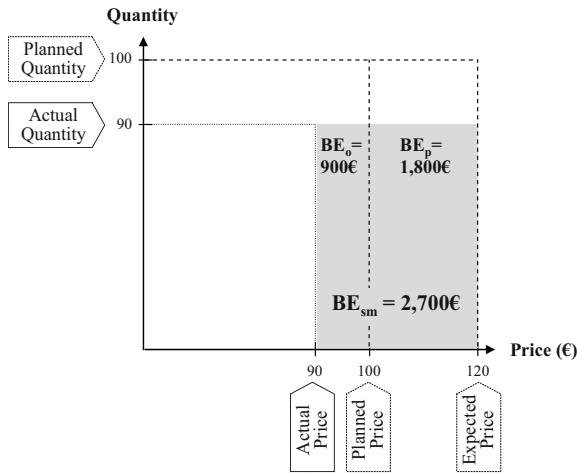 Quantity
Planned
Quantity
100
Actual
Quantity
90
BEo=
900€
BEp=
1,800€
BEsm = 2,700€
Price (€)
90
100
120
Actual
Price
Planned
Price
Expected
Price